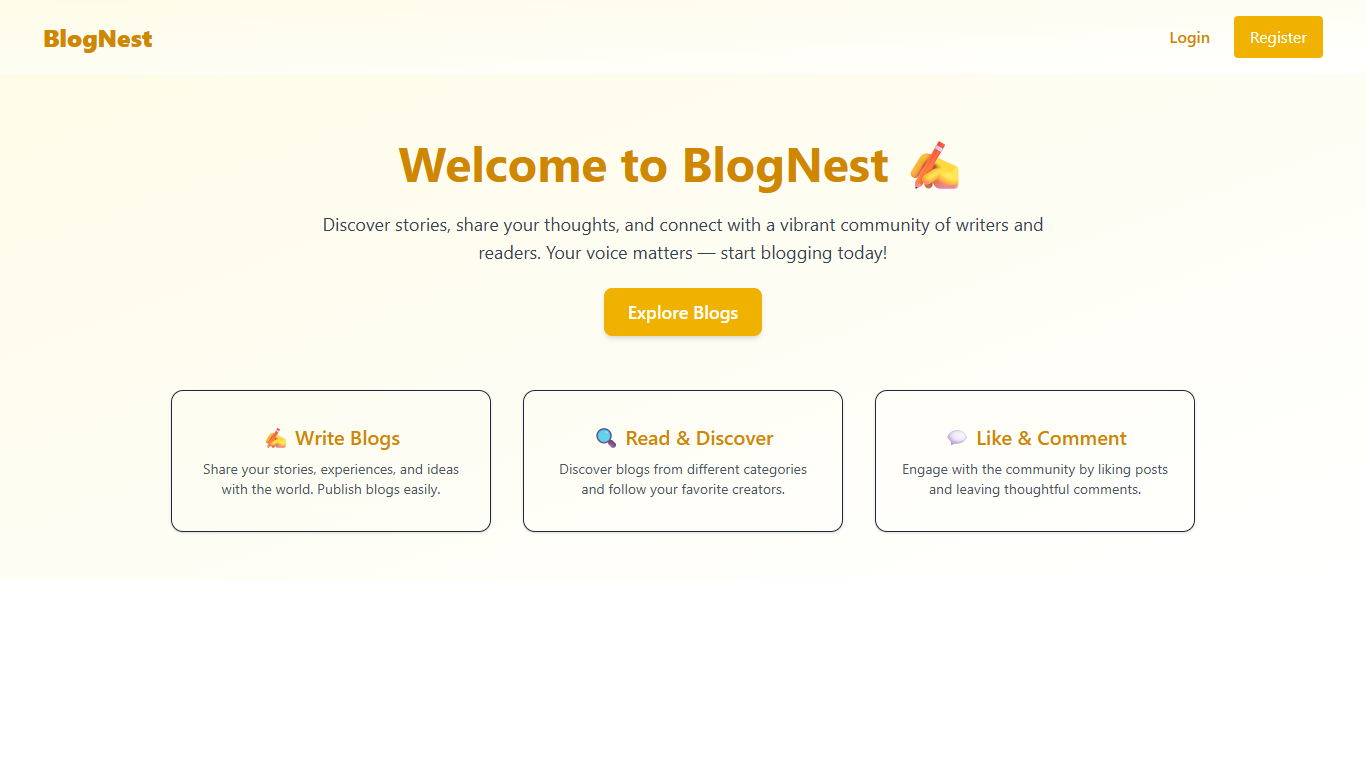 BlogNest
Login
Register
Welcome to BlogNest ✍️
Discover stories, share your thoughts, and connect with a vibrant community of writers and
readers. Your voice matters — start blogging today!
Explore Blogs
✍️ Write Blogs
Share your stories, experiences, and ideas
with the world. Publish blogs easily.
🔍 Read & Discover
Discover blogs from different categories
and follow your favorite creators.
💬 Like & Comment
Engage with the community by liking posts
and leaving thoughtful comments.